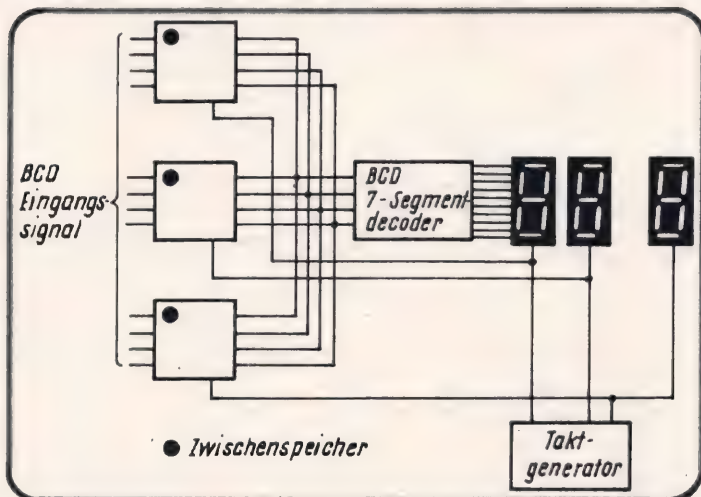 BCD
Eingangs-
signal
BCD
7-Segment-
decoder
Zwischenspeicher
Takt-
generator